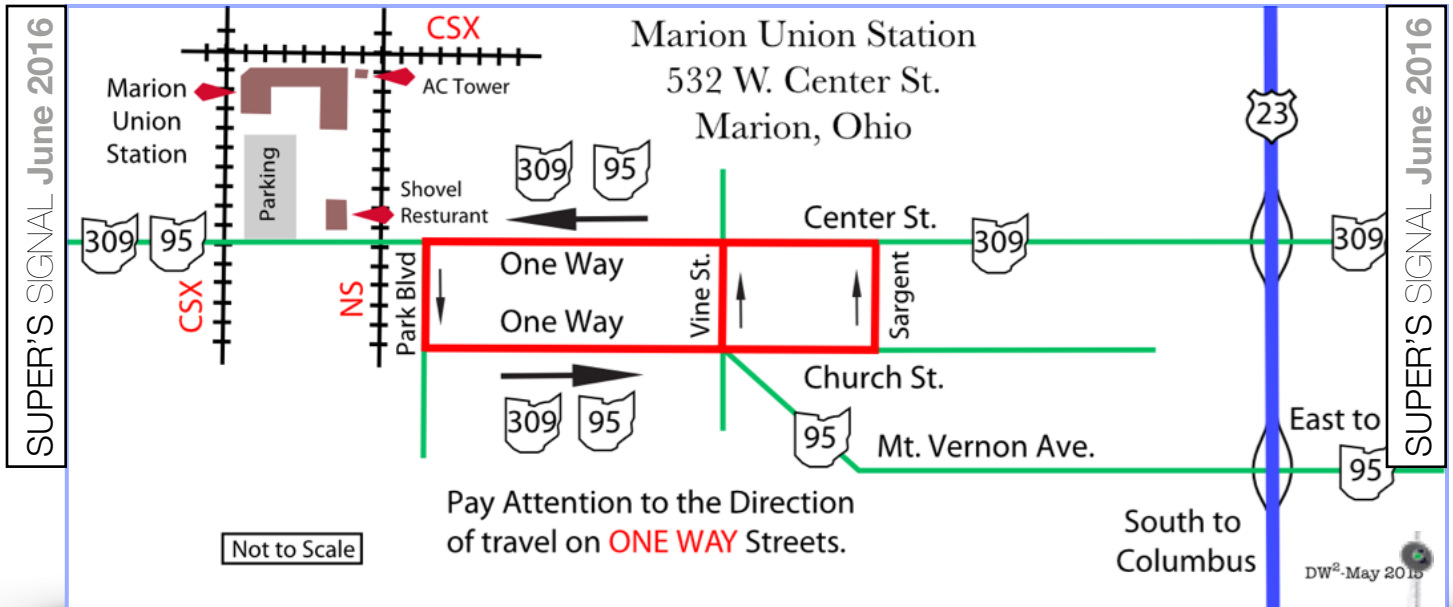 SUPER'S SIGNAL June 2016
CSX
Marion Union Station
532 W. Center St.
Marion, Ohio
Marion
Union
Station
AC Tower
23
Parking
309 95
Shovel
Resturant
309 95
Center St.
309
309
CSX
NS
Park Blvd
One Way
One Way
Vine St.
Sargent
Church St.
309 95
95
Mt. Vernon Ave.
East to
95
Pay Attention to the Direction
of travel on ONE WAY Streets.
Not to Scale
South to
Columbus
DW²-May 2015
SUPER'S SIGNAL June 2016